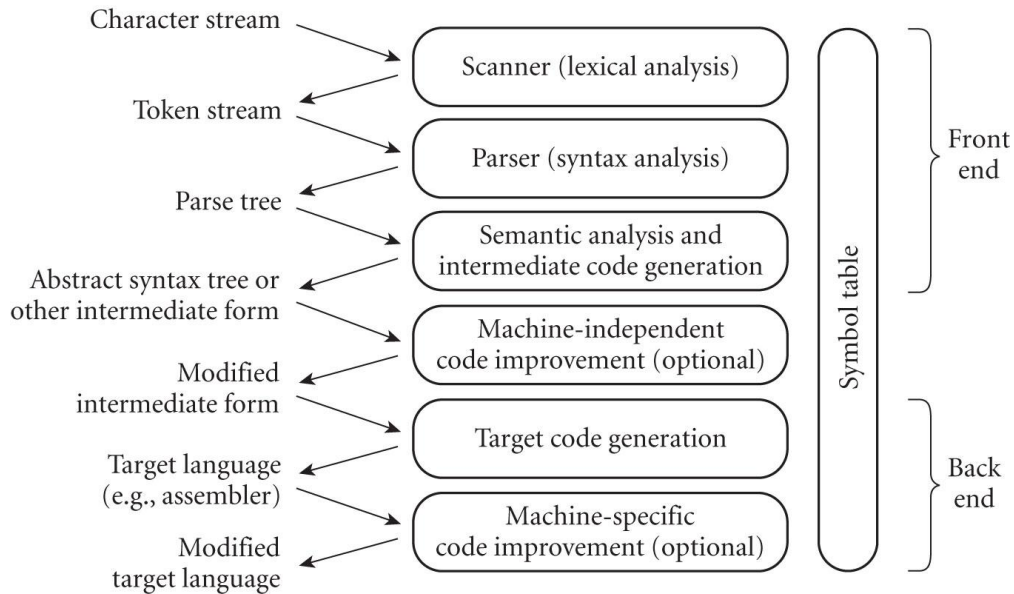 Character stream
Scanner (lexical analysis)
Token stream
Parser (syntax analysis)
Parse tree
Semantic analysis and
intermediate code generation
Abstract syntax tree or
other intermediate form
Machine-independent
code improvement (optional)
Modified
intermediate form
Target code generation
Target language
(e.g., assembler)
Machine-specific
code improvement (optional)
Modified
target language
Symbol table
Front
end
Back
end